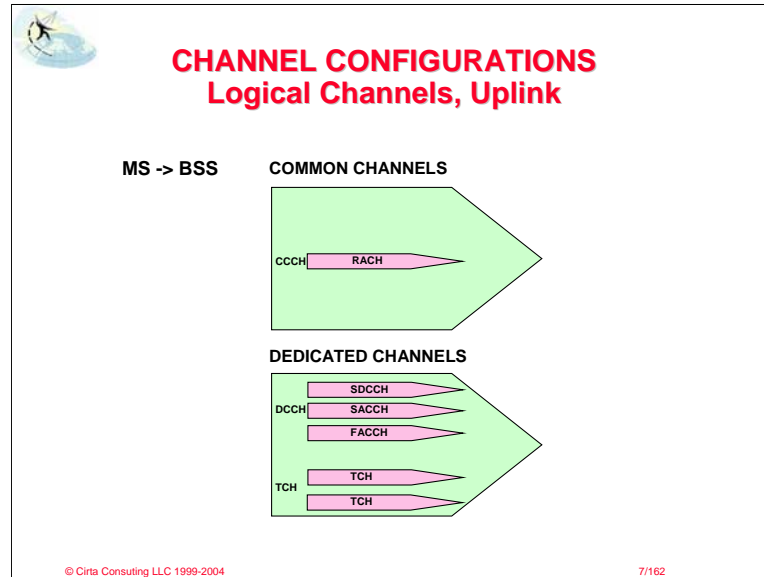 CHANNEL CONFIGURATIONS
Logical Channels, Uplink
MS -> BSS
COMMON CHANNELS
CCCH
RACH
DEDICATED CHANNELS
DCCH
SDCCH
SACCH
FACCH
TCH
TCH
TCH
© Cirta Consuting LLC 1999-2004
7/162